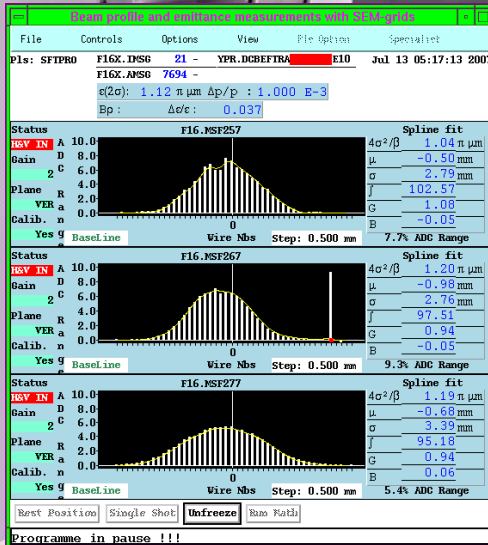 Beam profile and emittance measurements with SEM-grids
File Controls Options View Pls Option Specialist
Pls: SFTPRO F16X.IMSG 21 - YPR.DCBEFTRA E10 Jul 13 05:17:13 2007
F16X.AMSG 7694 -
ε(2σ): 1.12 π μm Δp/p : 1.000 E-3
Bρ : Δε/ε : 0.037
Status F16.MSF257 Spline fit
H&V IN
Gain
2
Plane
VER
Calib.
Yes
ADC Range
10.0
8.0
6.0
4.0
2.0
0.0
0
BaseLine Wire Nbs Step: 0.500 mm
4σ²/β 1.04 π μm
μ -0.50 mm
σ 2.79 mm
∫ 102.57
G 1.08
B -0.05
7.7% ADC Range
Status F16.MSF267 Spline fit
H&V IN
Gain
2
Plane
VER
Calib.
Yes
ADC Range
10.0
8.0
6.0
4.0
2.0
0.0
0
BaseLine Wire Nbs Step: 0.500 mm
4σ²/β 1.20 π μm
μ -0.98 mm
σ 2.76 mm
∫ 97.51
G 0.94
B -0.05
9.3% ADC Range
Status F16.MSF277 Spline fit
H&V IN
Gain
2
Plane
VER
Calib.
Yes
ADC Range
10.0
8.0
6.0
4.0
2.0
0.0
0
BaseLine Wire Nbs Step: 0.500 mm
4σ²/β 1.19 π μm
μ -0.68 mm
σ 3.39 mm
∫ 95.18
G 0.94
B 0.06
5.4% ADC Range
Best Position Single Shot Unfreeze Run Math
Programme in pause !!!